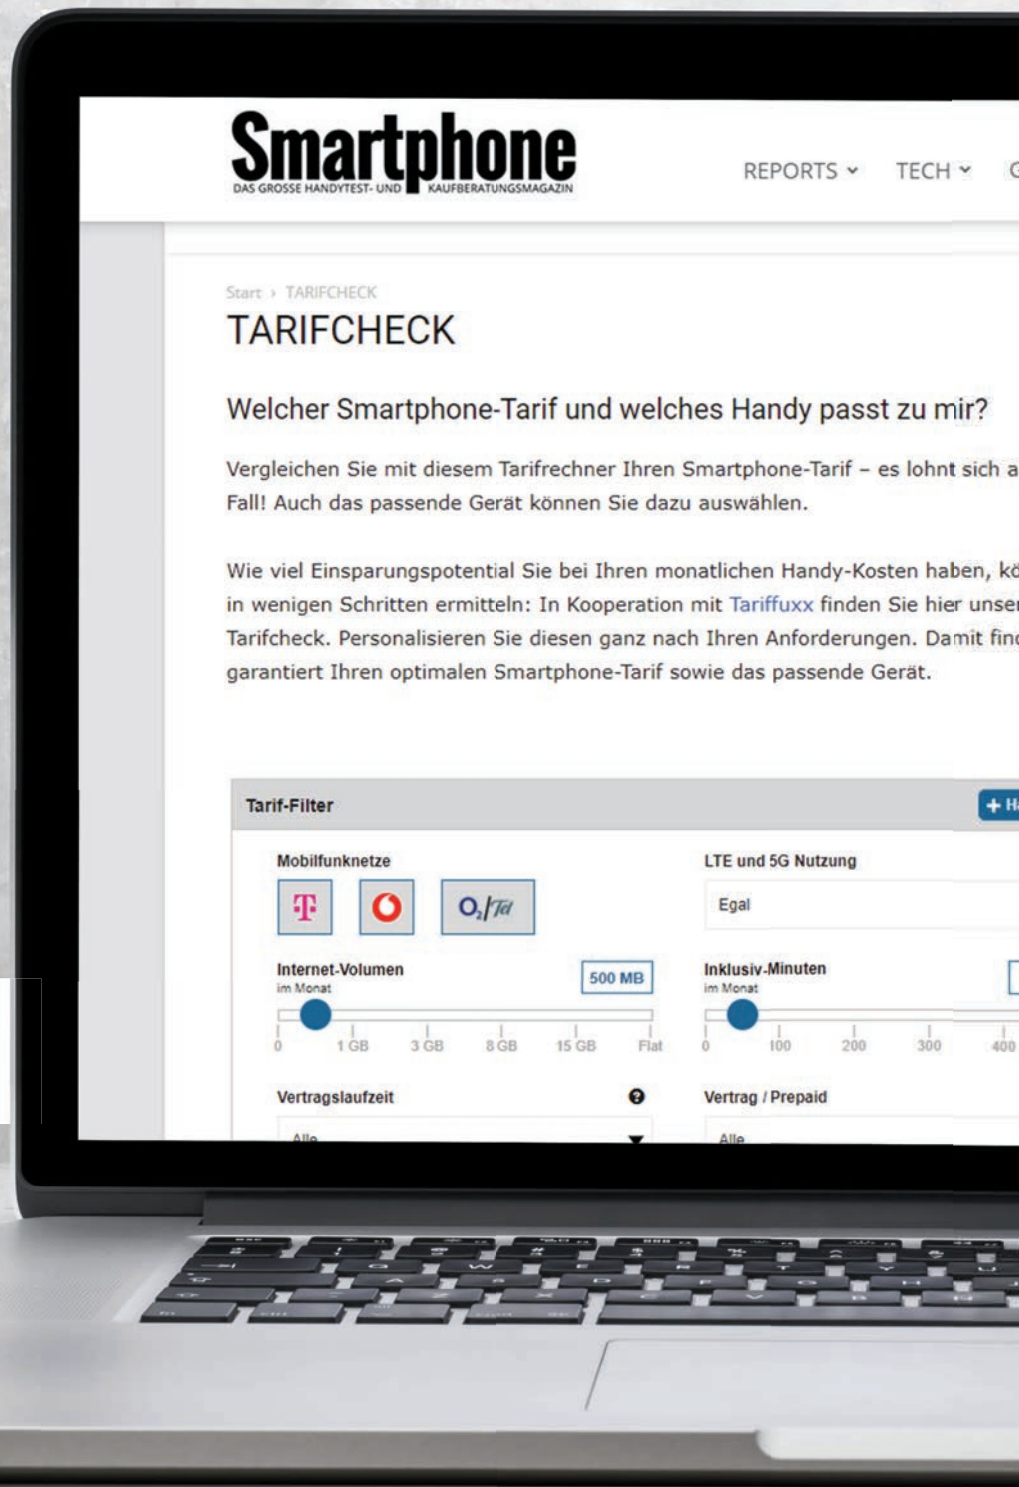 Smartphone
DAS GROSSE HANDYTEST- UND KAUFBERATUNGSMAGAZIN
REPORTS TECH G
Start › TARIFCHECK
TARIFCHECK
Welcher Smartphone-Tarif und welches Handy passt zu mir?
Vergleichen Sie mit diesem Tarifrechner Ihren Smartphone-Tarif – es lohnt sich a
Fall! Auch das passende Gerät können Sie dazu auswählen.
Wie viel Einsparungspotential Sie bei Ihren monatlichen Handy-Kosten haben, kö
in wenigen Schritten ermitteln: In Kooperation mit Tariffuxx finden Sie hier unser
Tarifcheck. Personalisieren Sie diesen ganz nach Ihren Anforderungen. Damit find
garantiert Ihren optimalen Smartphone-Tarif sowie das passende Gerät.
Tarif-Filter + Ha
Mobilfunknetze
T O₂/Tel
LTE und 5G Nutzung
Egal
Internet-Volumen 500 MB
im Monat
0 1 GB 3 GB 8 GB 15 GB Flat
Inklusiv-Minuten
im Monat
0 100 200 300 400
Vertragslaufzeit ?
Alle
Vertrag / Prepaid
Alle